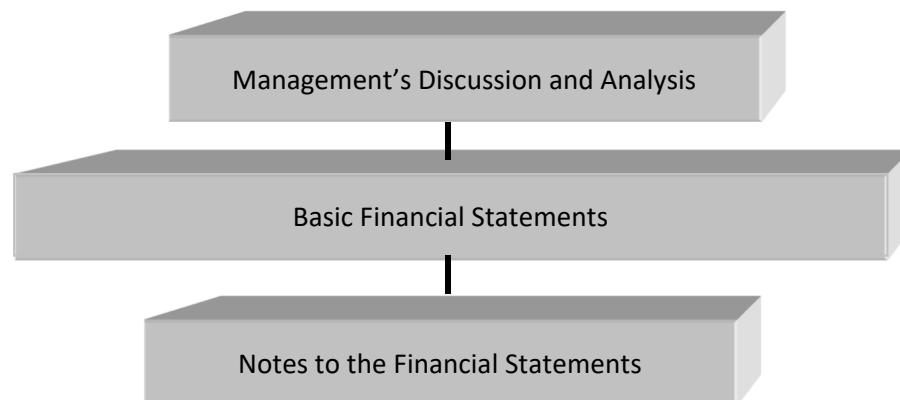 Management’s Discussion and Analysis
Basic Financial Statements
Notes to the Financial Statements